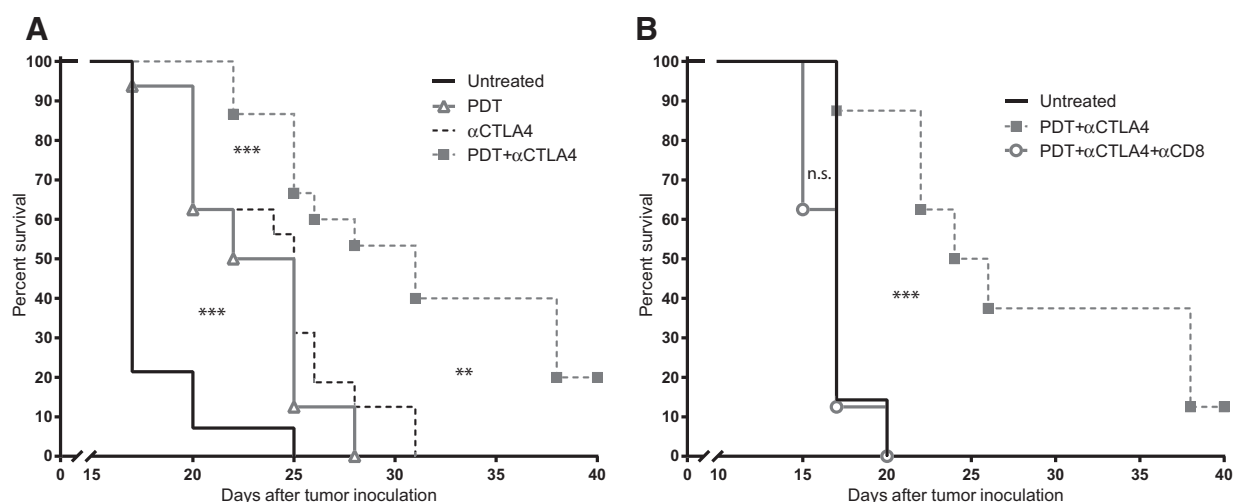 A
Percent survival
100
90
80
70
60
50
40
30
20
10
0
0 15 20 25 30 35 40
Days after tumor inoculation
Untreated
PDT
αCTLA4
PDT+αCTLA4
***
***
**
B
Percent survival
100
90
80
70
60
50
40
30
20
10
0
0 10 15 20 25 30 35 40
Days after tumor inoculation
Untreated
PDT+αCTLA4
PDT+αCTLA4+αCD8
n.s.
***